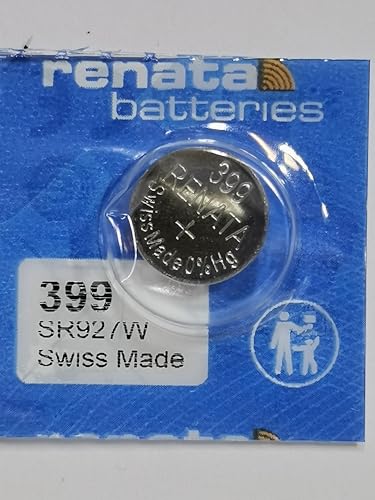 renata
batteries
399
RENATA
+
Swiss Made 0%Hg
399
SR927W
Swiss Made